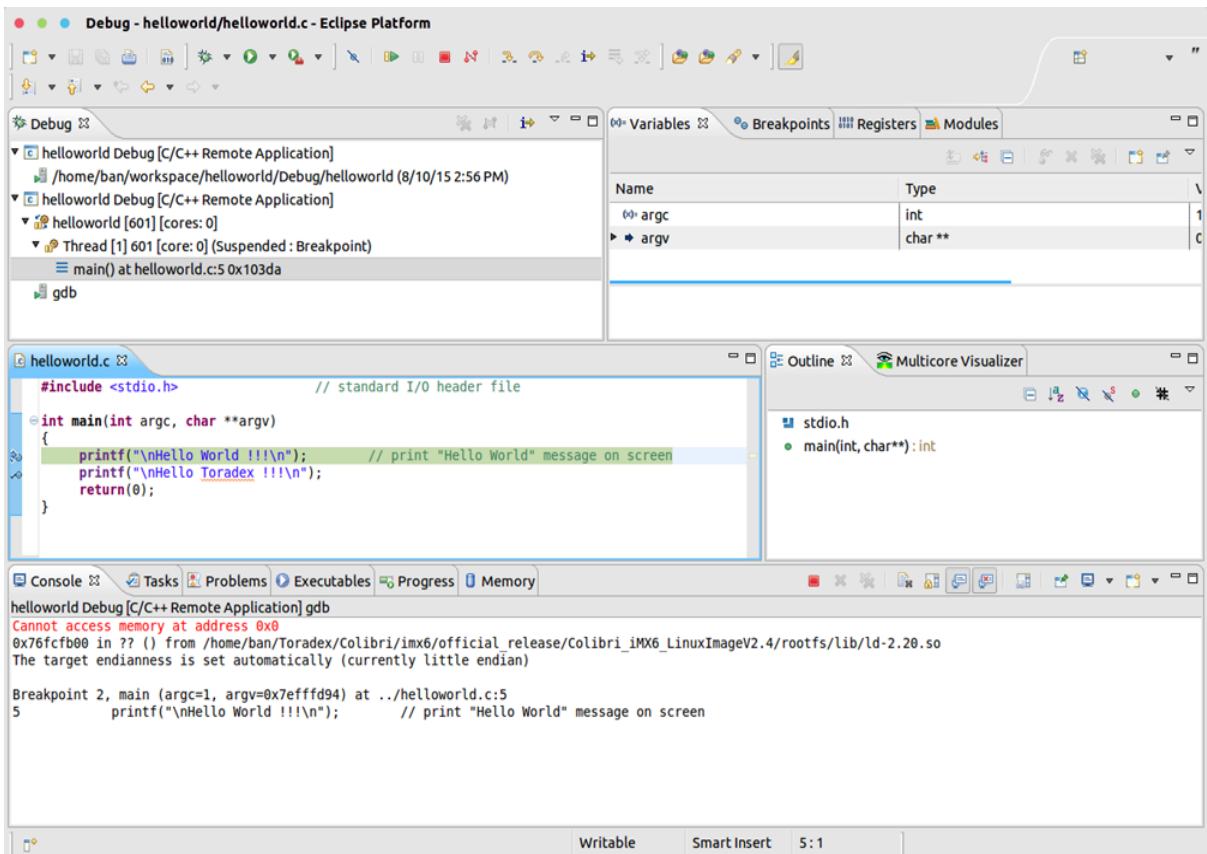 Debug - helloworld/helloworld.c - Eclipse Platform
Debug
helloworld Debug [C/C++ Remote Application]
/home/ban/workspace/helloworld/Debug/helloworld (8/10/15 2:56 PM)
helloworld Debug [C/C++ Remote Application]
helloworld [601] [cores: 0]
Thread [1] 601 [core: 0] (Suspended : Breakpoint)
main() at helloworld.c:5 0x103da
gdb
(x)= Variables Breakpoints Registers Modules
Name Type
(x)= argc int 1
argv char ** 0
helloworld.c
#include <stdio.h> // standard I/O header file
int main(int argc, char **argv)
{
printf("\nHello World !!!\n"); // print "Hello World" message on screen
printf("\nHello Toradex !!!\n");
return(0);
}
Outline Multicore Visualizer
stdio.h
main(int, char**) : int
Console Tasks Problems Executables Progress Memory
helloworld Debug [C/C++ Remote Application] gdb
Cannot access memory at address 0x0
0x76fcfb00 in ?? () from /home/ban/Toradex/Colibri/imx6/official_release/Colibri_iMX6_LinuxImageV2.4/rootfs/lib/ld-2.20.so
The target endianness is set automatically (currently little endian)
Breakpoint 2, main (argc=1, argv=0x7efffd94) at ../helloworld.c:5
5 printf("\nHello World !!!\n"); // print "Hello World" message on screen
Writable Smart Insert 5 : 1